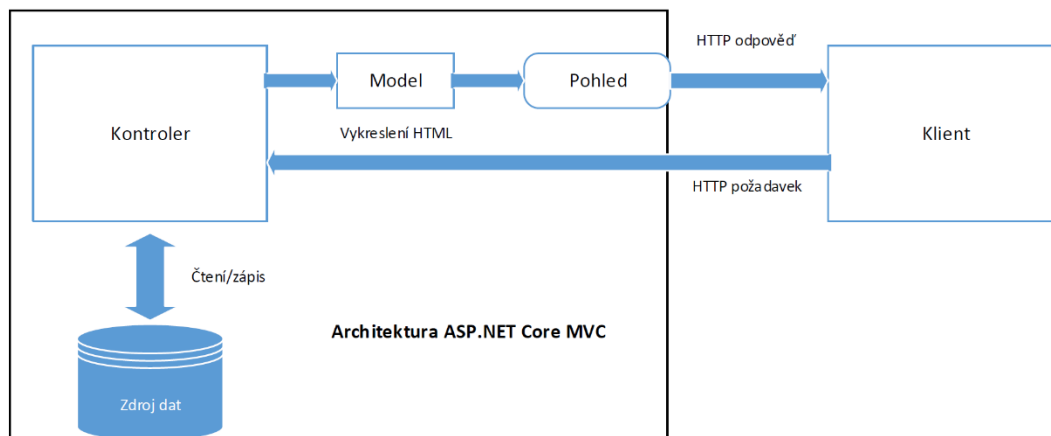 HTTP odpověď
Model
Pohled
Kontroler
Vykreslení HTML
Klient
HTTP požadavek
Čtení/zápis
Architektura ASP.NET Core MVC
Zdroj dat